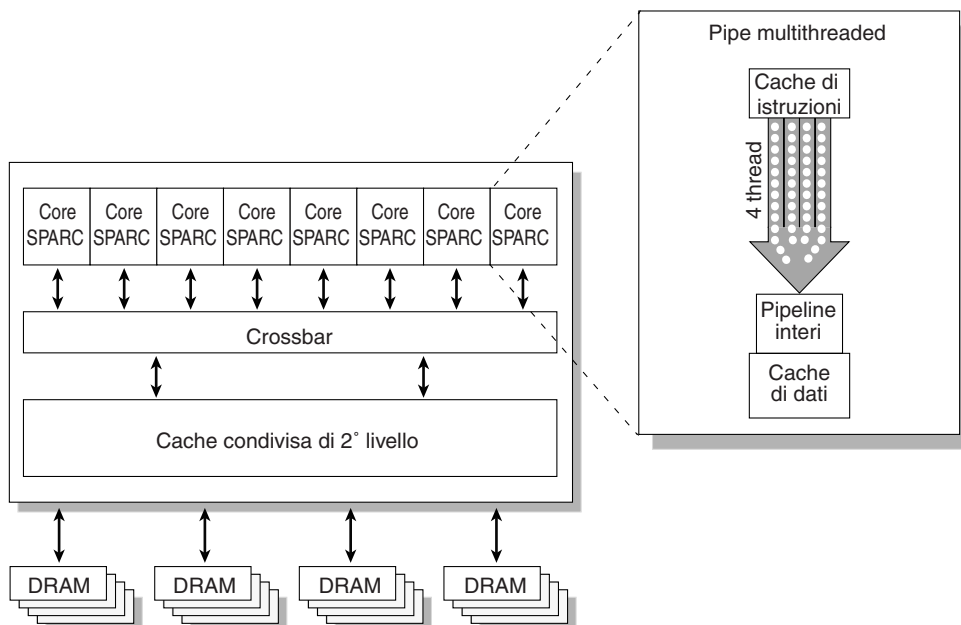 Pipe multithreaded
Cache di
istruzioni
4 thread
Pipeline
interi
Cache
di dati
Core
SPARC
Core
SPARC
Core
SPARC
Core
SPARC
Core
SPARC
Core
SPARC
Core
SPARC
Core
SPARC
Crossbar
Cache condivisa di 2° livello
DRAM
DRAM
DRAM
DRAM